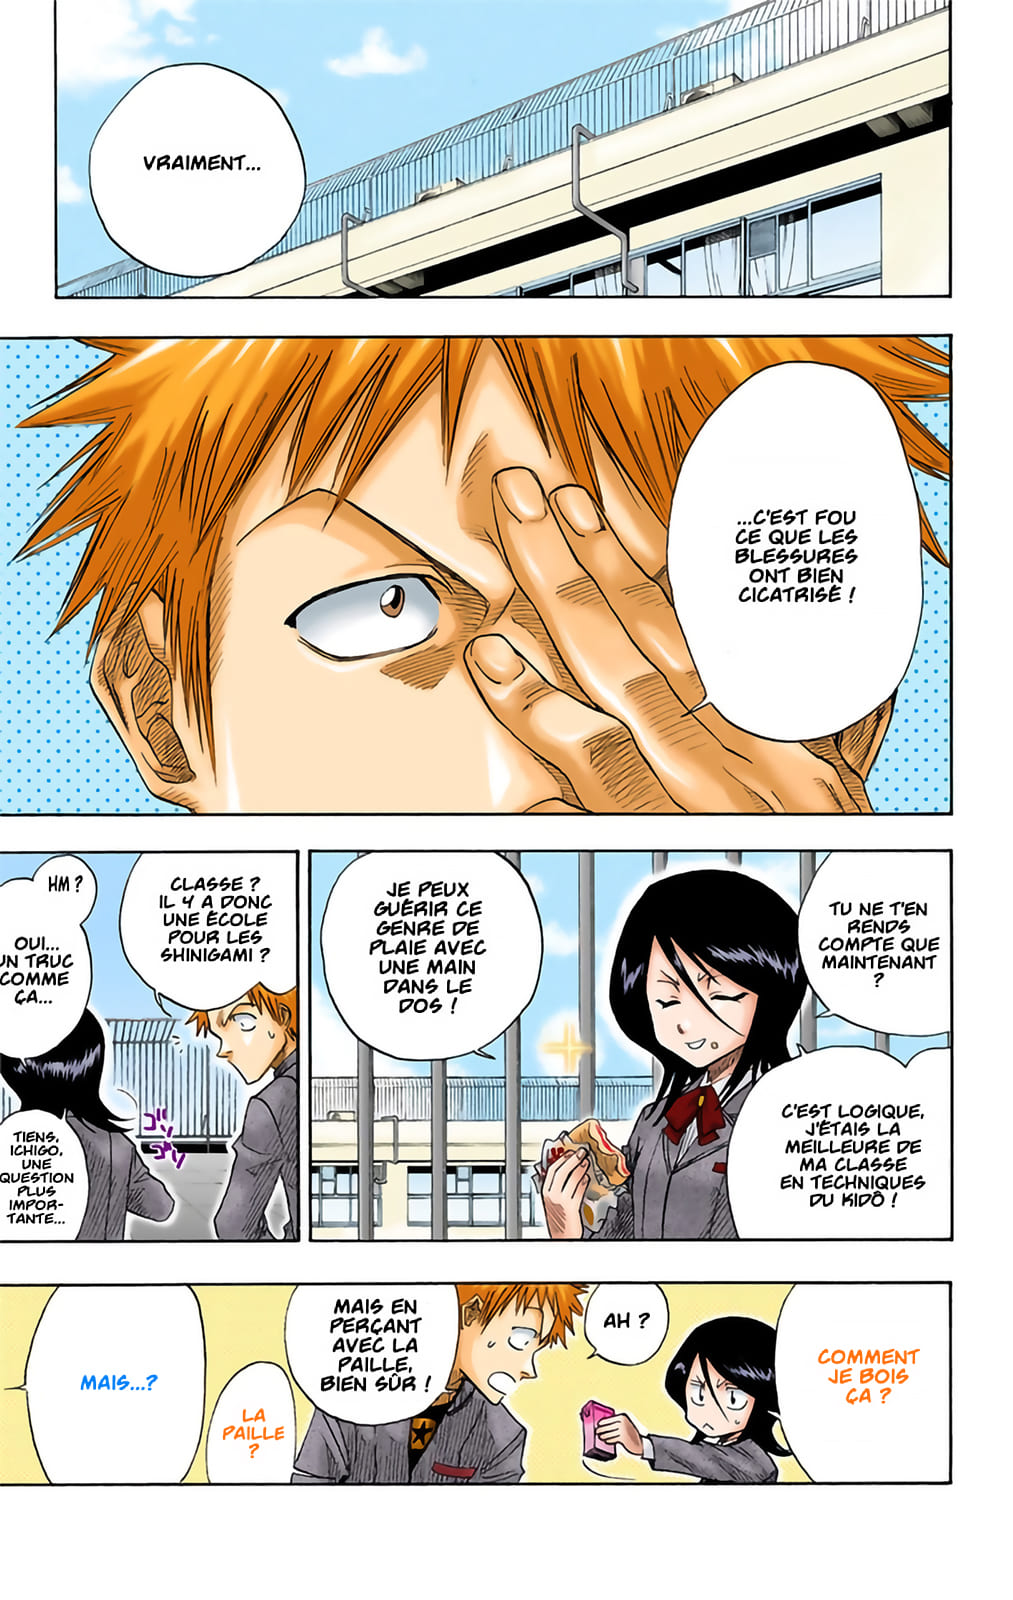 VRAIMENT...
...C'EST FOU
CE QUE LES
BLESSURES
ONT BIEN
CICATRISÉ !
TU NE T'EN
RENDS
COMPTE QUE
MAINTENANT
?
C'EST LOGIQUE,
J'ÉTAIS LA
MEILLEURE DE
MA CLASSE
EN TECHNIQUES
DU KIDÔ !
JE PEUX
GUÉRIR CE
GENRE DE
PLAIE AVEC
UNE MAIN
DANS LE
DOS !
CLASSE ?
IL Y A DONC
UNE ÉCOLE
POUR LES
SHINIGAMI ?
HM ?
OUI...
UN TRUC
COMME
ÇA...
ゴソ
ゴソ
TIENS,
ICHIGO,
UNE
QUESTION
PLUS
IMPOR-
TANTE...
COMMENT
JE BOIS
ÇA ?
AH ?
MAIS EN
PERÇANT
AVEC LA
PAILLE,
BIEN SÛR !
LA
PAILLE
?
MAIS...?